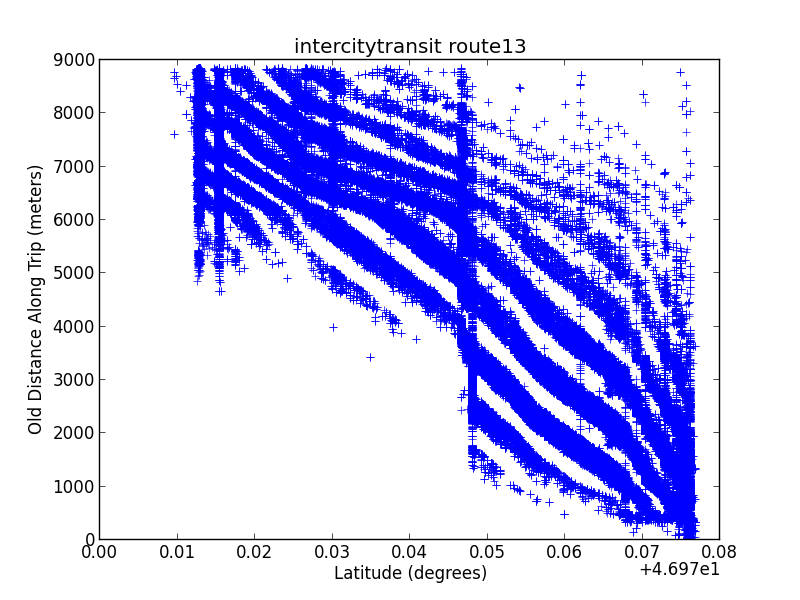 intercitytransit route13
Old Distance Along Trip (meters)
9000
8000
7000
6000
5000
4000
3000
2000
1000
0
0.00 0.01 0.02 0.03 0.04 0.05 0.06 0.07 0.08
+4.697e1
Latitude (degrees)